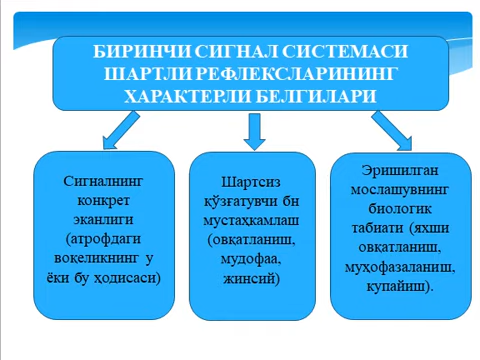 БИРИНЧИ СИГНАЛ СИСТЕМАСИ
ШАРТЛИ РЕФЛЕКСЛАРИНИНГ
ХАРАКТЕРЛИ БЕЛГИЛАРИ
Сигналнинг
конкрет
эканлиги
(атрофдаги
воқеликнинг у
ёки бу ҳодисаси)
Шартсиз
қўзғатувчи бн
мустаҳкамлаш
(овқатланиш,
мудофаа,
жинсий)
Эришилган
мослашувнинг
биологик
табиати (яхши
овқатланиш,
муҳофазаланиш,
купайиш).